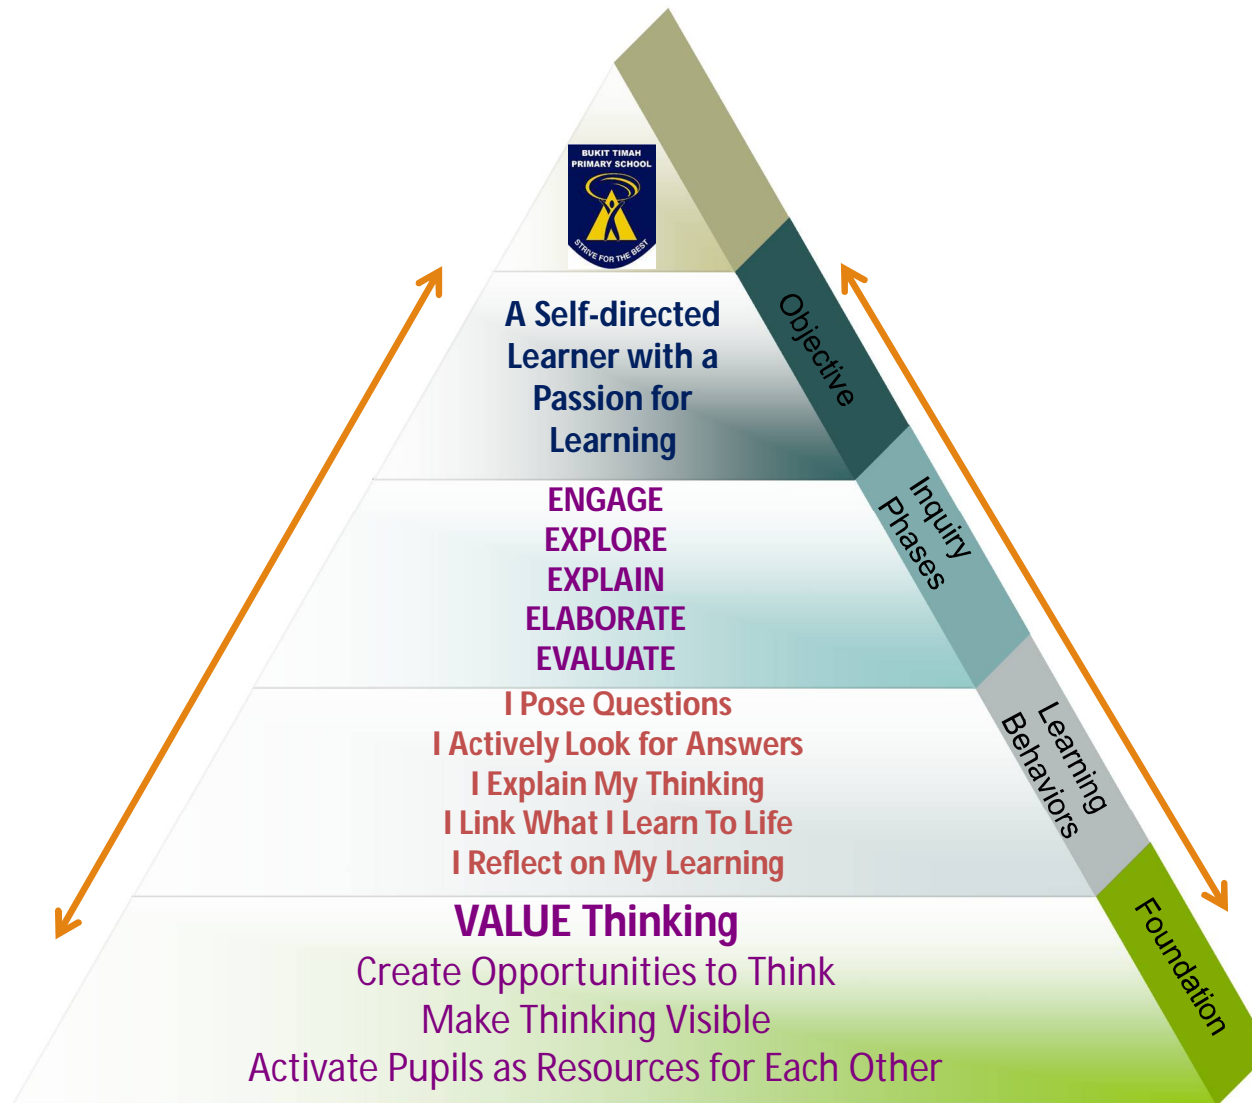 BUKIT TIMAH
PRIMARY SCHOOL
STRIVE FOR THE BEST
A Self-directed
Learner with a
Passion for
Learning
Objective
ENGAGE
EXPLORE
EXPLAIN
ELABORATE
EVALUATE
Inquiry
Phases
I Pose Questions
I Actively Look for Answers
I Explain My Thinking
I Link What I Learn To Life
I Reflect on My Learning
Learning
Behaviors
VALUE Thinking
Create Opportunities to Think
Make Thinking Visible
Activate Pupils as Resources for Each Other
Foundation